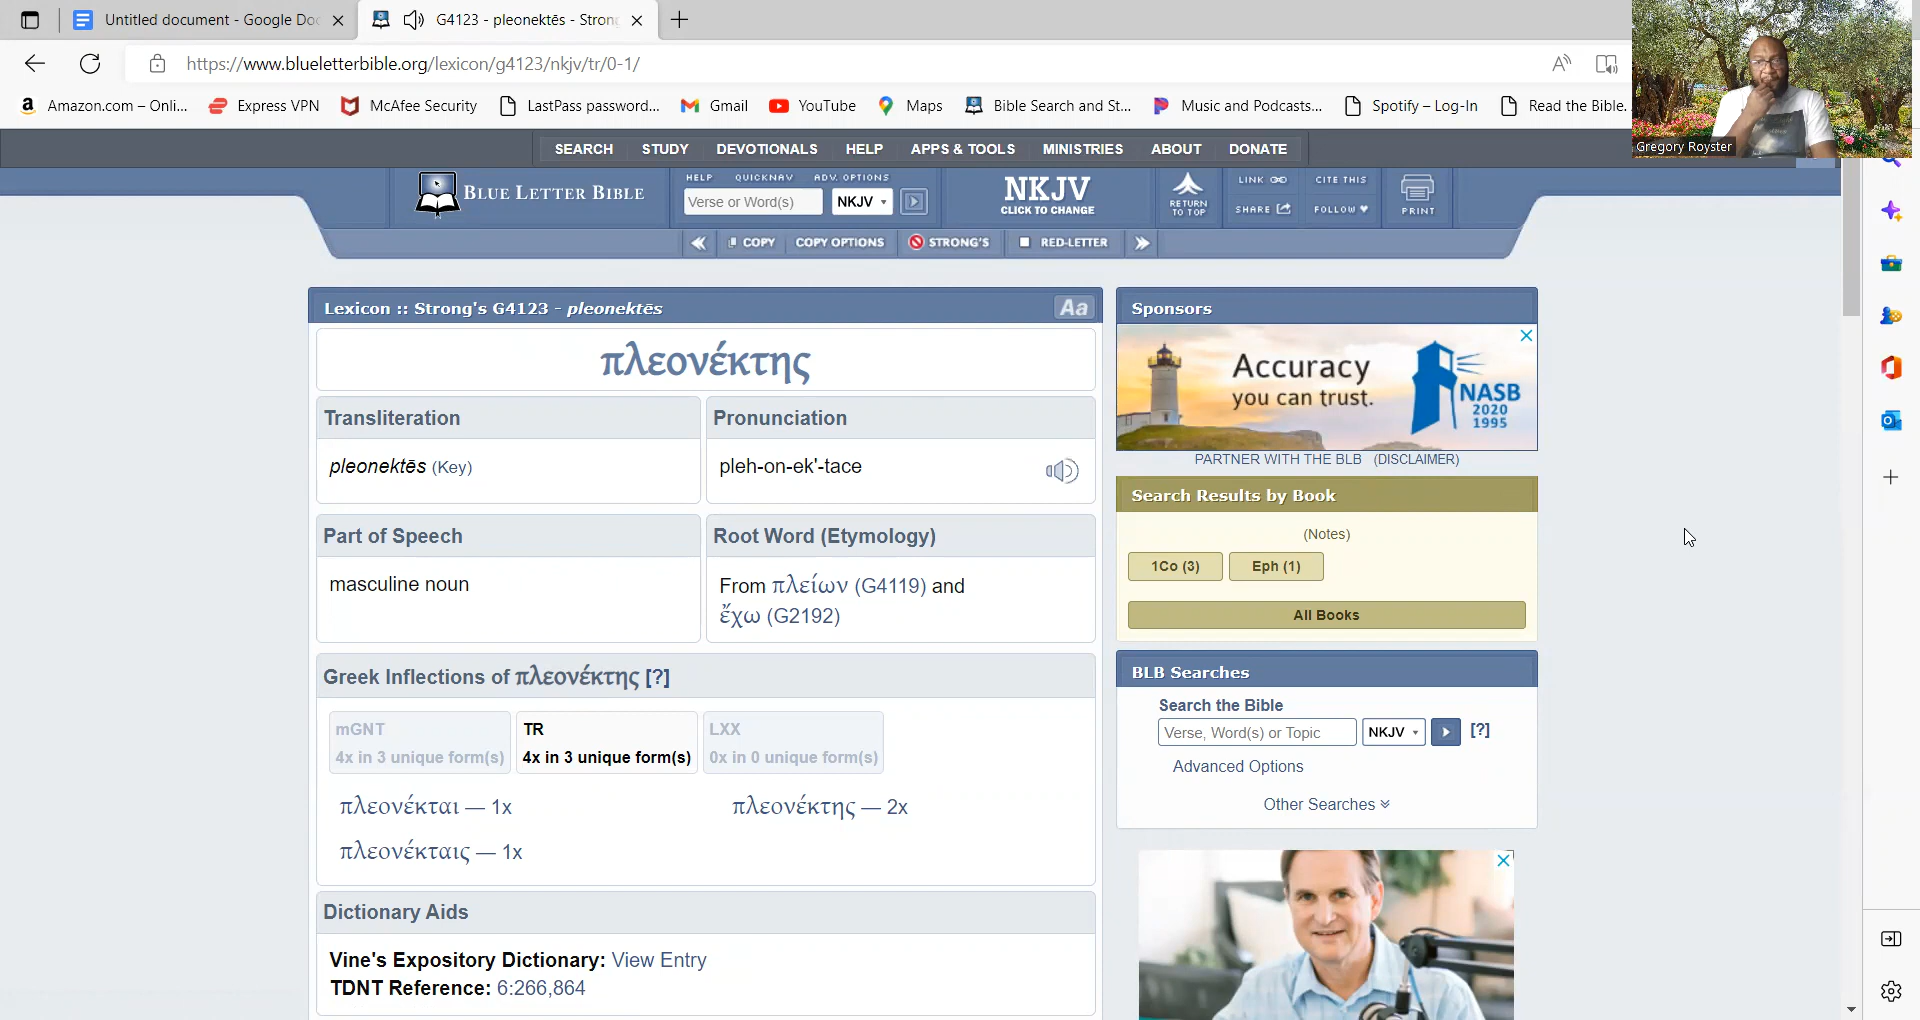 Untitled document - Google Do
G4123 - pleonektēs - Strong
https://www.blueletterbible.org/lexicon/g4123/nkjv/tr/0-1/
Amazon.com – Onli...
Express VPN
McAfee Security
LastPass password...
Gmail
YouTube
Maps
Bible Search and St...
Music and Podcasts...
Spotify – Log-In
Read the Bible.
Gregory Royster
SEARCH STUDY DEVOTIONALS HELP APPS & TOOLS MINISTRIES ABOUT DONATE
BLUE LETTER BIBLE
HELP QUICKNAV ADV. OPTIONS
Verse or Word(s)
NKJV
NKJV
CLICK TO CHANGE
RETURN
TO TOP
LINK
CITE THIS
SHARE
FOLLOW
PRINT
COPY COPY OPTIONS STRONG'S RED-LETTER
Lexicon :: Strong's G4123 - pleonektēs
Aa
πλεονέκτης
Transliteration
pleonektēs (Key)
Pronunciation
pleh-on-ek'-tace
Part of Speech
masculine noun
Root Word (Etymology)
From πλείων (G4119) and
ἔχω (G2192)
Greek Inflections of πλεονέκτης [?]
mGNT
4x in 3 unique form(s)
TR
4x in 3 unique form(s)
LXX
0x in 0 unique form(s)
πλεονέκται — 1x
πλεονέκτης — 2x
πλεονέκταις — 1x
Dictionary Aids
Vine's Expository Dictionary: View Entry
TDNT Reference: 6:266,864
Sponsors
Accuracy
you can trust.
NASB
2020
1995
PARTNER WITH THE BLB (DISCLAIMER)
Search Results by Book
(Notes)
1Co (3)
Eph (1)
All Books
BLB Searches
Search the Bible
Verse, Word(s) or Topic
NKJV
[?]
Advanced Options
Other Searches